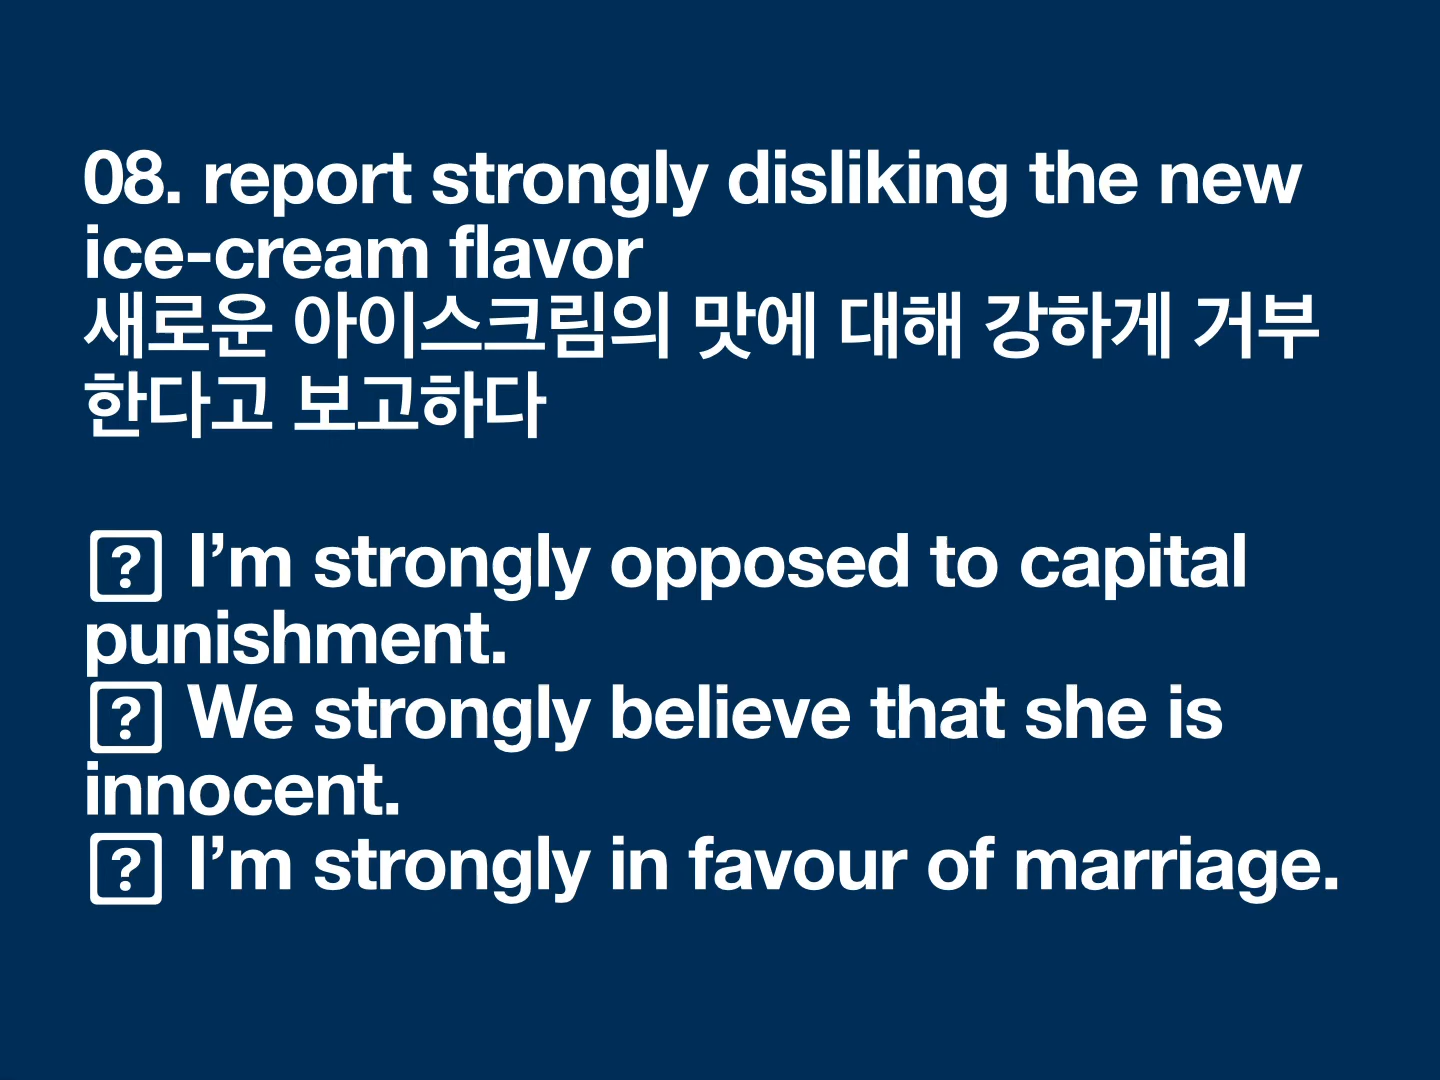 08. report strongly disliking the new
ice-cream flavor
새로운 아이스크림의 맛에 대해 강하게 거부
한다고 보고하다
I’m strongly opposed to capital
punishment.
We strongly believe that she is
innocent.
I’m strongly in favour of marriage.